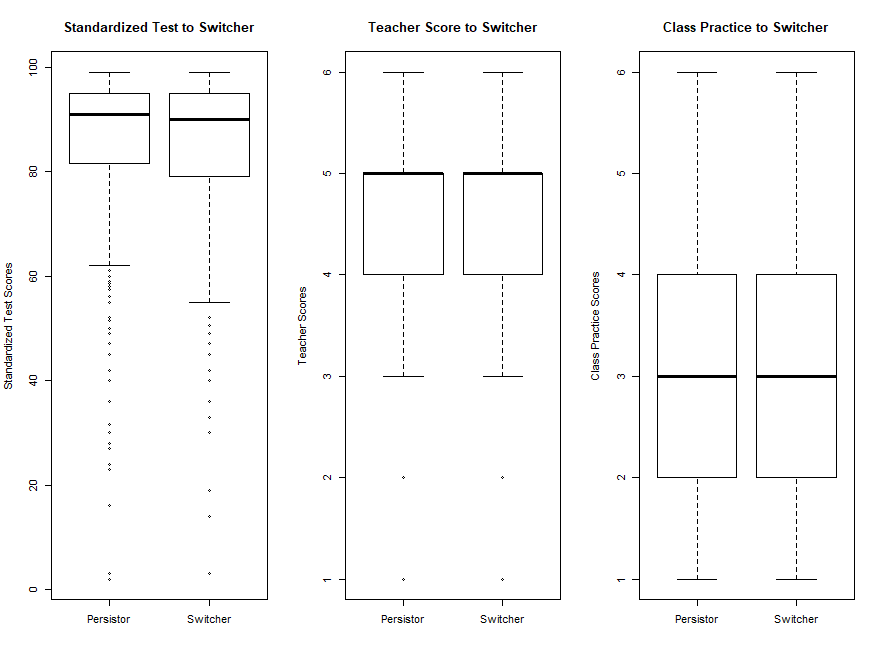 Standardized Test to Switcher
Standardized Test Scores
100
80
60
40
20
0
Persistor
Switcher
Teacher Score to Switcher
Teacher Scores
6
5
4
3
2
1
Persistor
Switcher
Class Practice to Switcher
Class Practice Scores
6
5
4
3
2
1
Persistor
Switcher